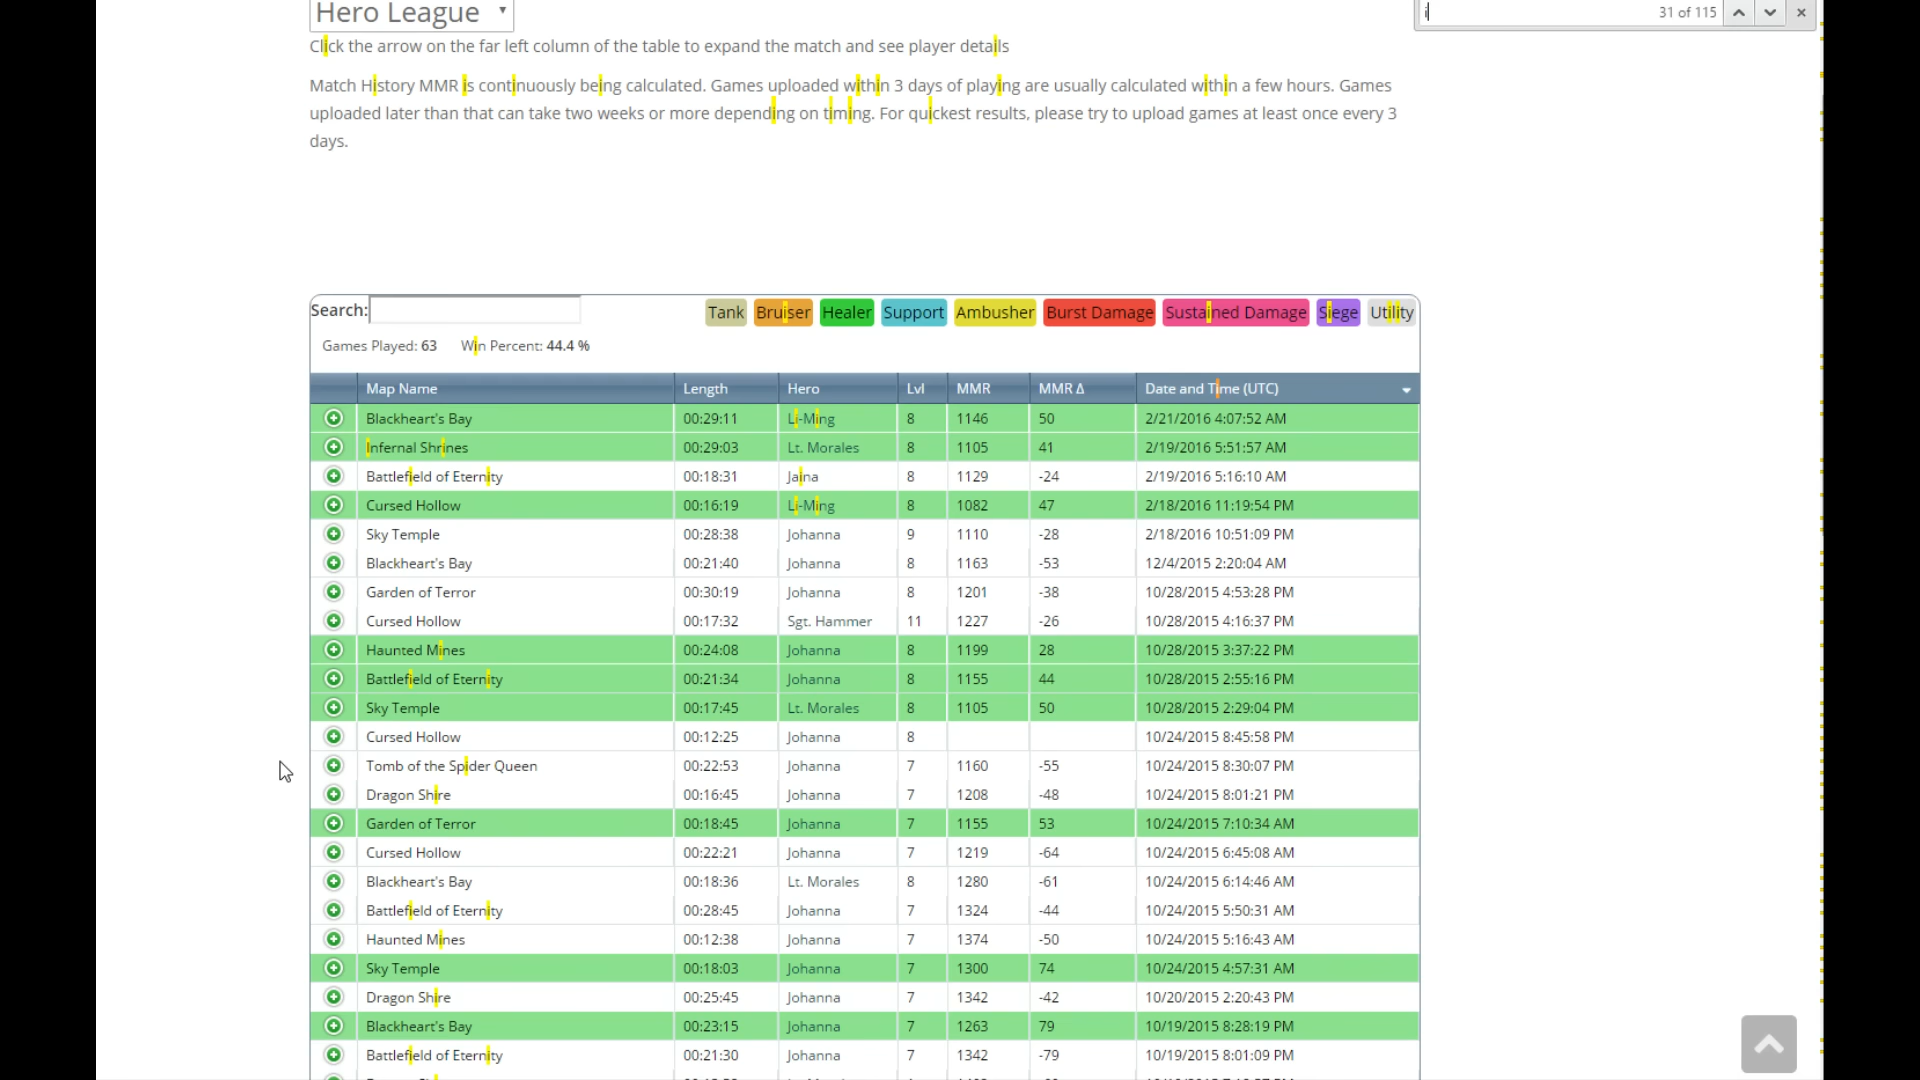 i 31 of 115
Hero League
Click the arrow on the far left column of the table to expand the match and see player details
Match History MMR is continuously being calculated. Games uploaded within 3 days of playing are usually calculated within a few hours. Games
uploaded later than that can take two weeks or more depending on timing. For quickest results, please try to upload games at least once every 3
days.
Search: Tank Bruiser Healer Support Ambusher Burst Damage Sustained Damage Siege Utility
Games Played: 63 Win Percent: 44.4 %
Map Name Length Hero Lvl MMR MMR Δ Date and Time (UTC)
Blackheart's Bay 00:29:11 Li-Ming 8 1146 50 2/21/2016 4:07:52 AM
Infernal Shrines 00:29:03 Lt. Morales 8 1105 41 2/19/2016 5:51:57 AM
Battlefield of Eternity 00:18:31 Jaina 8 1129 -24 2/19/2016 5:16:10 AM
Cursed Hollow 00:16:19 Li-Ming 8 1082 47 2/18/2016 11:19:54 PM
Sky Temple 00:28:38 Johanna 9 1110 -28 2/18/2016 10:51:09 PM
Blackheart's Bay 00:21:40 Johanna 8 1163 -53 12/4/2015 2:20:04 AM
Garden of Terror 00:30:19 Johanna 8 1201 -38 10/28/2015 4:53:28 PM
Cursed Hollow 00:17:32 Sgt. Hammer 11 1227 -26 10/28/2015 4:16:37 PM
Haunted Mines 00:24:08 Johanna 8 1199 28 10/28/2015 3:37:22 PM
Battlefield of Eternity 00:21:34 Johanna 8 1155 44 10/28/2015 2:55:16 PM
Sky Temple 00:17:45 Lt. Morales 8 1105 50 10/28/2015 2:29:04 PM
Cursed Hollow 00:12:25 Johanna 8 10/24/2015 8:45:58 PM
Tomb of the Spider Queen 00:22:53 Johanna 7 1160 -55 10/24/2015 8:30:07 PM
Dragon Shire 00:16:45 Johanna 7 1208 -48 10/24/2015 8:01:21 PM
Garden of Terror 00:18:45 Johanna 7 1155 53 10/24/2015 7:10:34 AM
Cursed Hollow 00:22:21 Johanna 7 1219 -64 10/24/2015 6:45:08 AM
Blackheart's Bay 00:18:36 Lt. Morales 8 1280 -61 10/24/2015 6:14:46 AM
Battlefield of Eternity 00:28:45 Johanna 7 1324 -44 10/24/2015 5:50:31 AM
Haunted Mines 00:12:38 Johanna 7 1374 -50 10/24/2015 5:16:43 AM
Sky Temple 00:18:03 Johanna 7 1300 74 10/24/2015 4:57:31 AM
Dragon Shire 00:25:45 Johanna 7 1342 -42 10/20/2015 2:20:43 PM
Blackheart's Bay 00:23:15 Johanna 7 1263 79 10/19/2015 8:28:19 PM
Battlefield of Eternity 00:21:30 Johanna 7 1342 -79 10/19/2015 8:01:09 PM